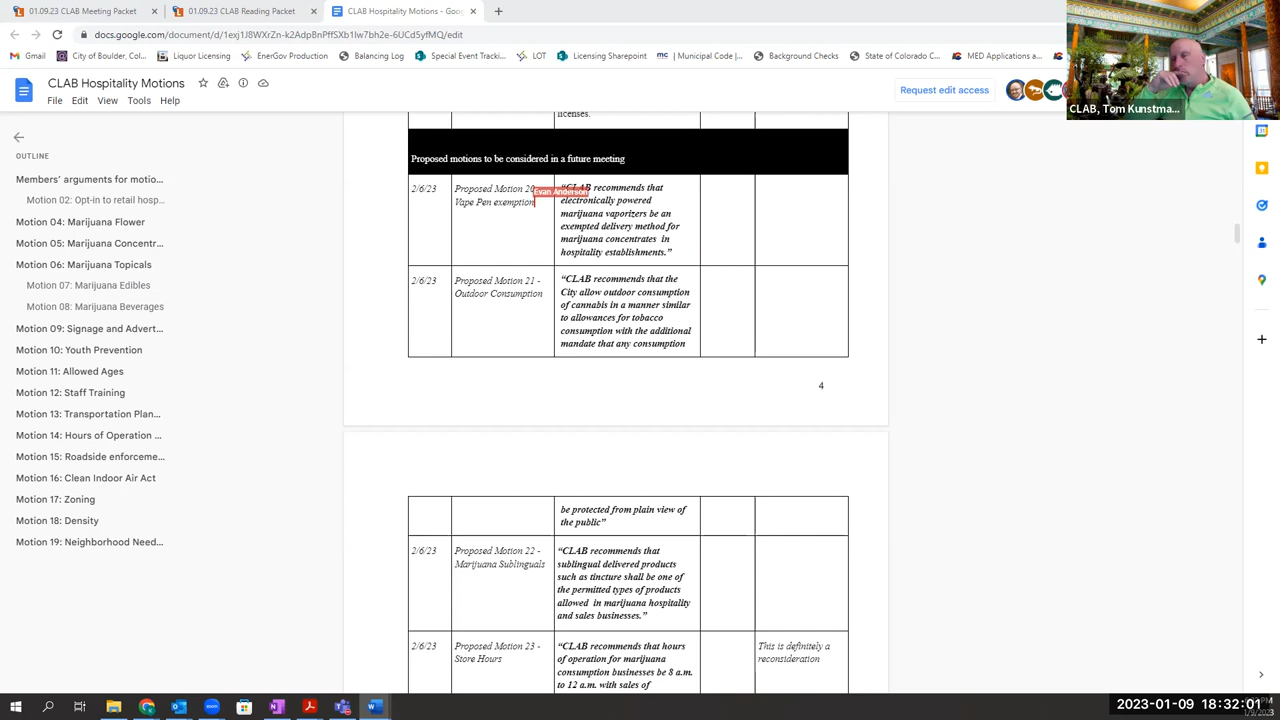 01.09.23 CLAB Meeting Packet
01.09.23 CLAB Reading Packet
CLAB Hospitality Motions - Goo
docs.google.com/document/d/1exj1J8WXrZn-k2AdpBnPffSXb1Iw7bh2e-6UCd5yfMQ/edit
Gmail
City of Boulder, Col...
Liquor Licensing
EnerGov Production
Balancing Log
Special Event Tracki...
LOT
Licensing Sharepoint
Municipal Code |...
Background Checks
State of Colorado C...
MED Applications a...
CLAB, Tom Kunstma...
CLAB Hospitality Motions
File Edit View Tools Help
Request edit access
OUTLINE
Members' arguments for motio...
Motion 02: Opt-in to retail hosp...
Motion 04: Marijuana Flower
Motion 05: Marijuana Concentr...
Motion 06: Marijuana Topicals
Motion 07: Marijuana Edibles
Motion 08: Marijuana Beverages
Motion 09: Signage and Advert...
Motion 10: Youth Prevention
Motion 11: Allowed Ages
Motion 12: Staff Training
Motion 13: Transportation Plan...
Motion 14: Hours of Operation ...
Motion 15: Roadside enforceme...
Motion 16: Clean Indoor Air Act
Motion 17: Zoning
Motion 18: Density
Motion 19: Neighborhood Need...
licenses.
Proposed motions to be considered in a future meeting
2/6/23
Proposed Motion 20
Vape Pen exemption
Evan Anderson
“CLAB recommends that
electronically powered
marijuana vaporizers be an
exempted delivery method for
marijuana concentrates in
hospitality establishments.”
2/6/23
Proposed Motion 21 -
Outdoor Consumption
“CLAB recommends that the
City allow outdoor consumption
of cannabis in a manner similar
to allowances for tobacco
consumption with the additional
mandate that any consumption
4
be protected from plain view of
the public”
2/6/23
Proposed Motion 22 -
Marijuana Sublinguals
“CLAB recommends that
sublingual delivered products
such as tincture shall be one of
the permitted types of products
allowed in marijuana hospitality
and sales businesses.”
2/6/23
Proposed Motion 23 -
Store Hours
“CLAB recommends that hours
of operation for marijuana
consumption businesses be 8 a.m.
to 12 a.m. with sales of
This is definitely a
reconsideration
2023-01-09 18:32:01